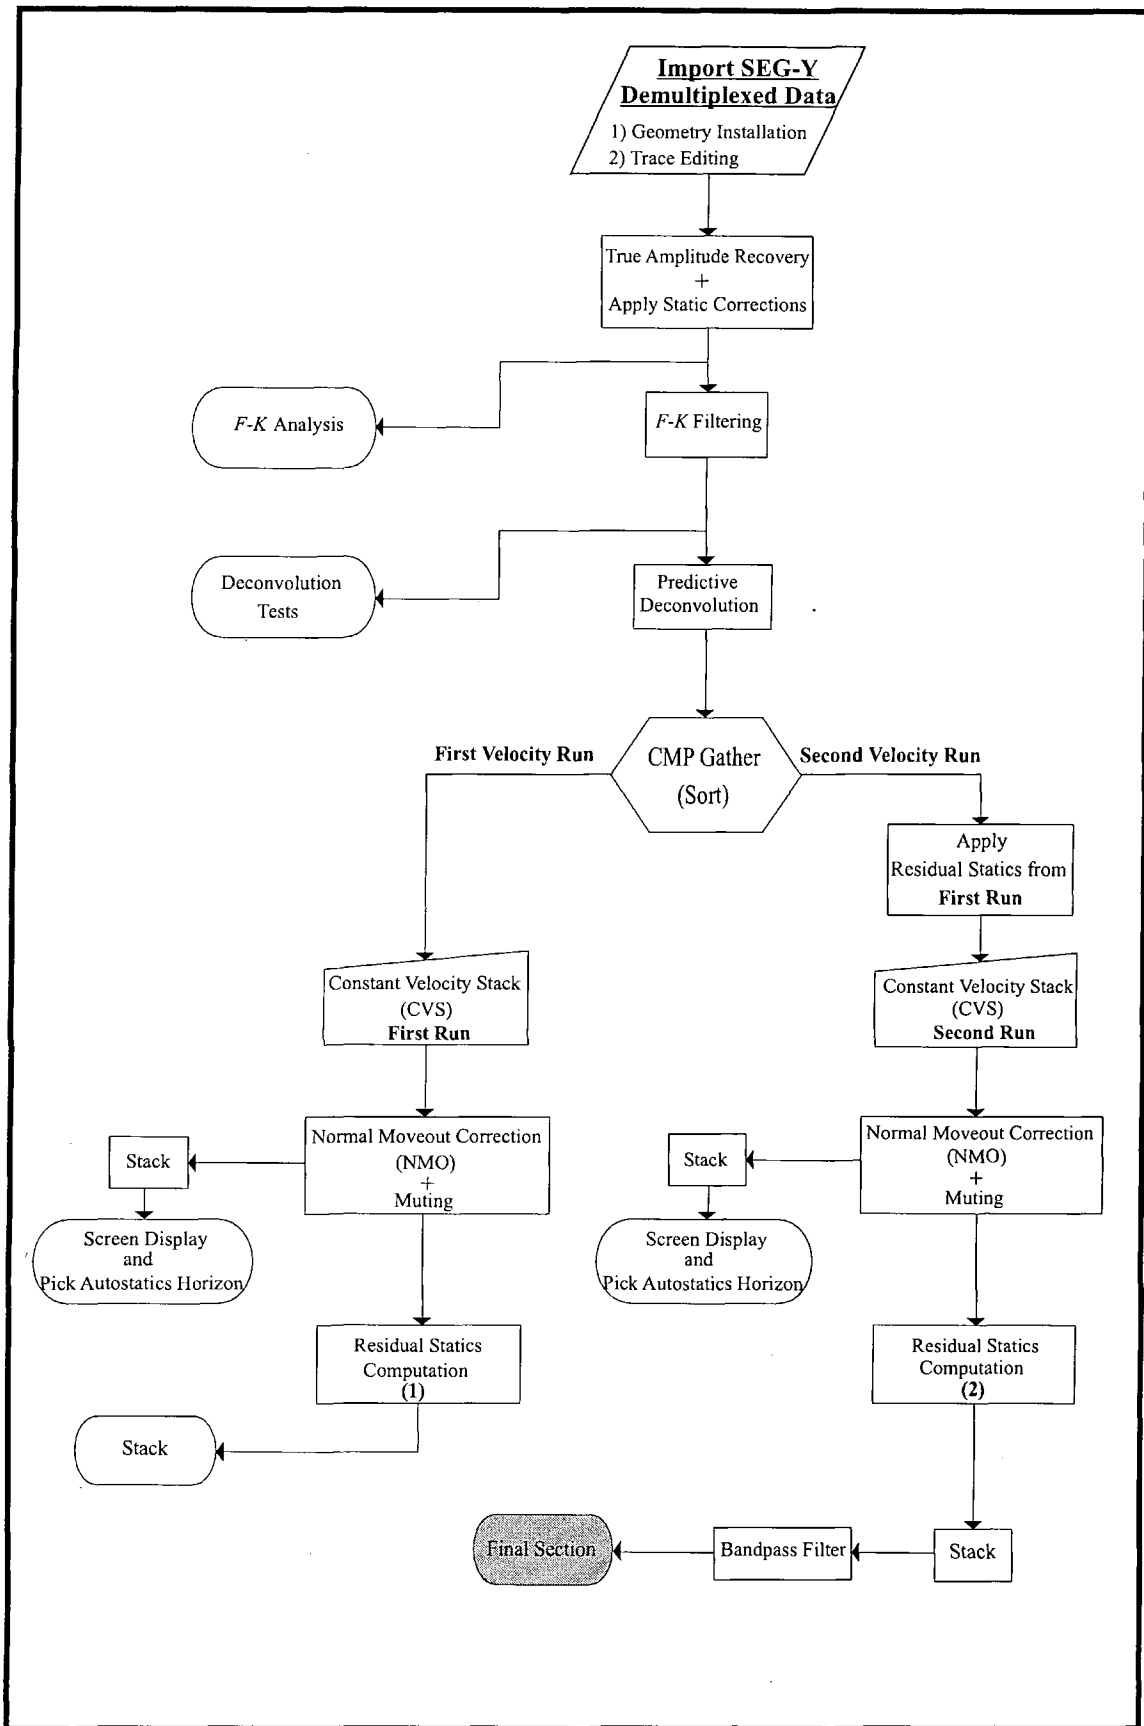 Import SEG-Y
Demultiplexed Data
1) Geometry Installation
2) Trace Editing
True Amplitude Recovery
+
Apply Static Corrections
F-K Analysis
F-K Filtering
Deconvolution
Tests
Predictive
Deconvolution
First Velocity Run
CMP Gather
(Sort)
Second Velocity Run
Apply
Residual Statics from
First Run
Constant Velocity Stack
(CVS)
First Run
Constant Velocity Stack
(CVS)
Second Run
Normal Moveout Correction
(NMO)
+
Muting
Stack
Screen Display
and
Pick Autostatics Horizon
Normal Moveout Correction
(NMO)
+
Muting
Stack
Screen Display
and
Pick Autostatics Horizon
Residual Statics
Computation
(1)
Stack
Residual Statics
Computation
(2)
Stack
Bandpass Filter
Final Section